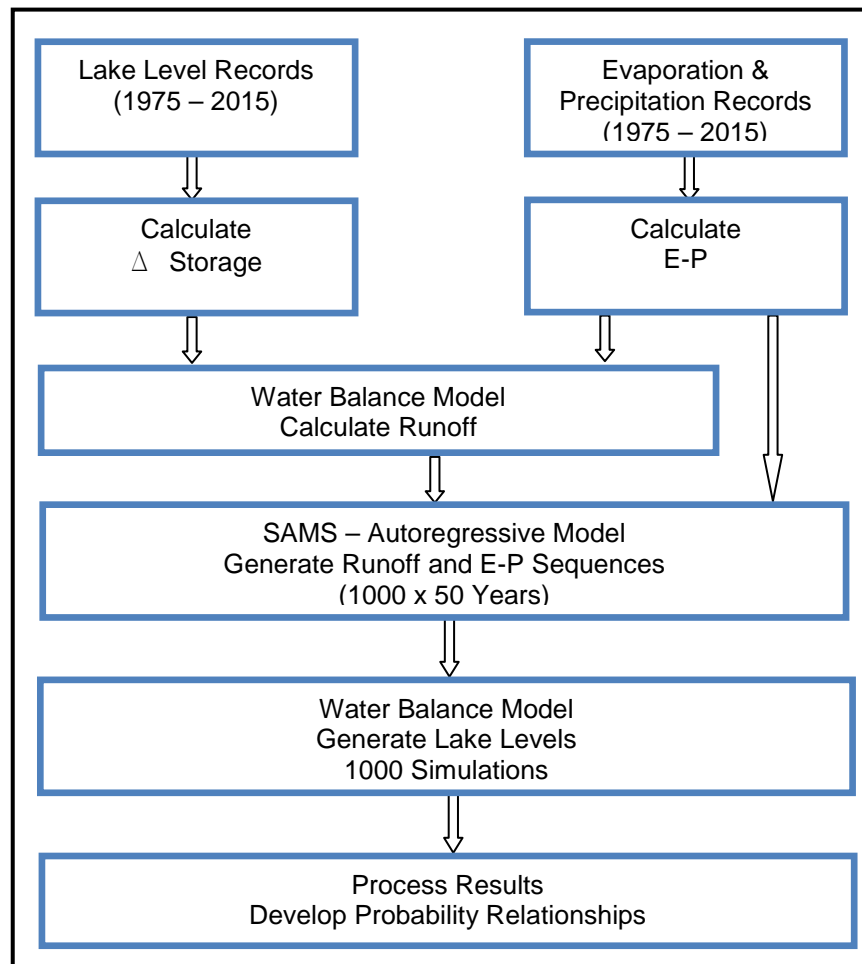 Lake Level Records
(1975 – 2015)
Evaporation &
Precipitation Records
(1975 – 2015)
Calculate
Δ Storage
Calculate
E-P
Water Balance Model
Calculate Runoff
SAMS – Autoregressive Model
Generate Runoff and E-P Sequences
(1000 x 50 Years)
Water Balance Model
Generate Lake Levels
1000 Simulations
Process Results
Develop Probability Relationships